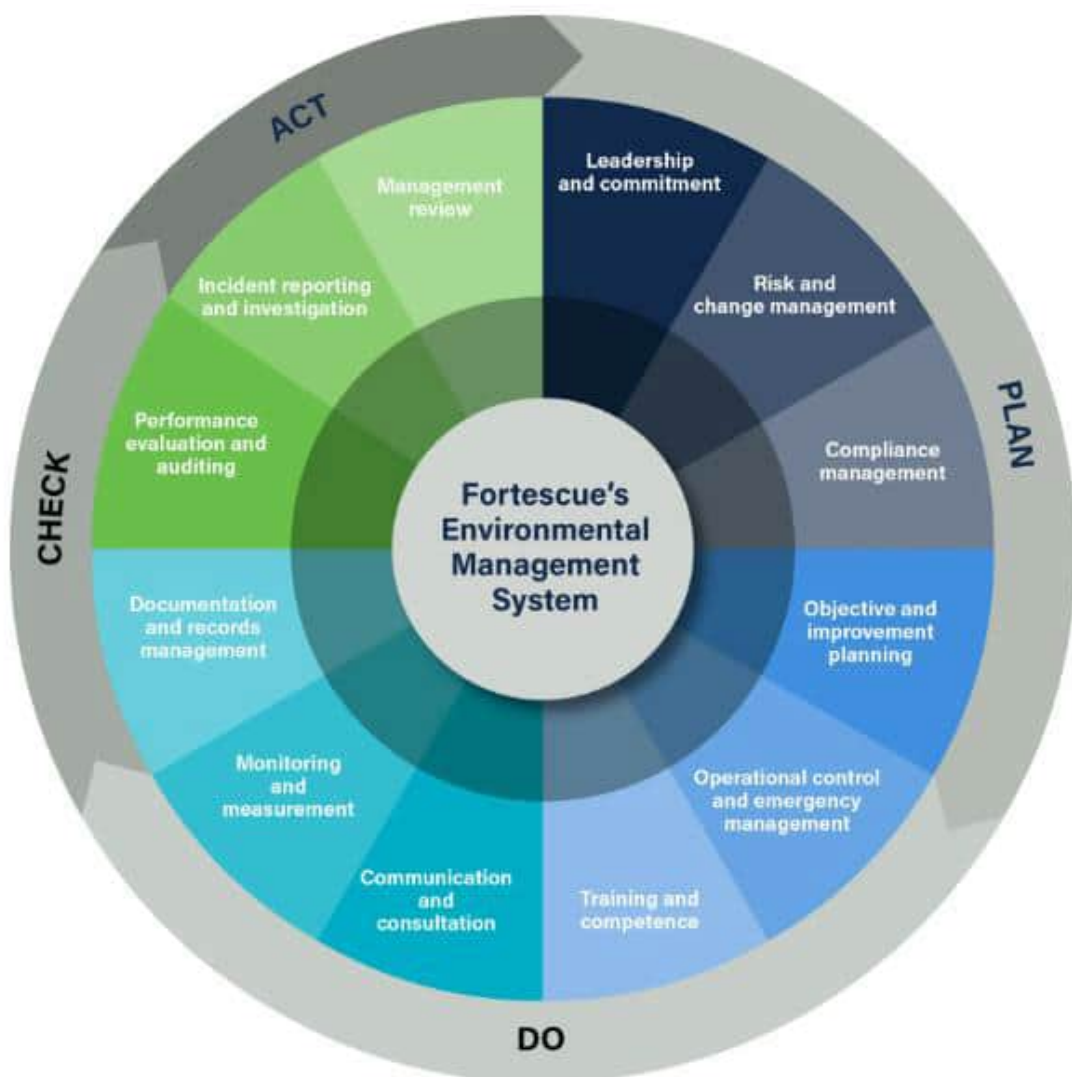 ACT
PLAN
DO
CHECK
Leadership
and commitment
Risk and
change management
Compliance
management
Objective and
improvement
planning
Operational control
and emergency
management
Training and
competence
Communication
and
consultation
Monitoring
and
measurement
Documentation
and records
management
Performance
evaluation and
auditing
Incident reporting
and investigation
Management
review
Fortescue's
Environmental
Management
System